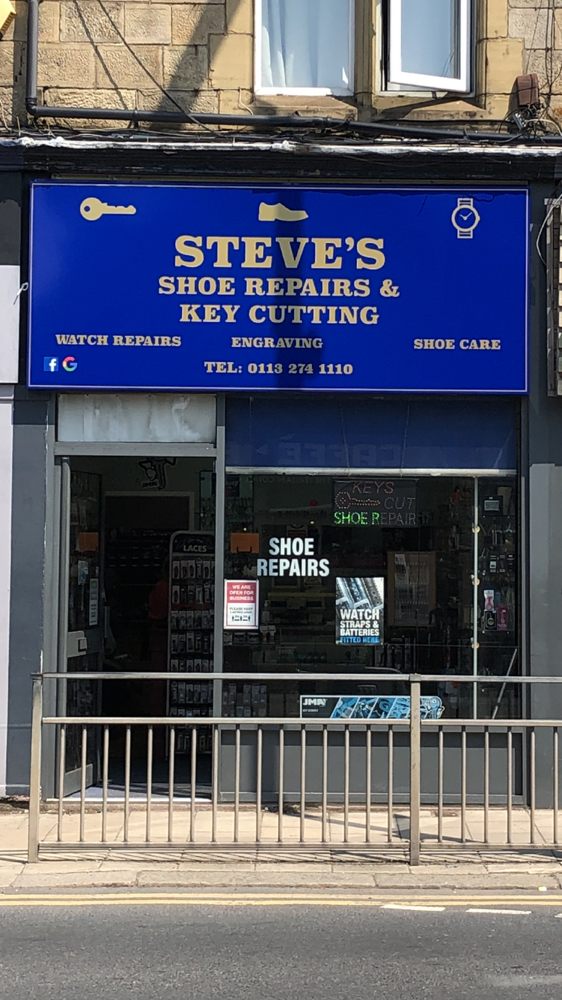 STEVE'S
SHOE REPAIRS &
KEY CUTTING
WATCH REPAIRS ENGRAVING SHOE CARE
f G
TEL: 0113 274 1110
KEYS
CUT
SHOE REPAIR
LACES
SHOE
REPAIRS
WE ARE
OPEN FOR
BUSINESS
WATCH
STRAPS &
BATTERIES
FITTED HERE
JMA